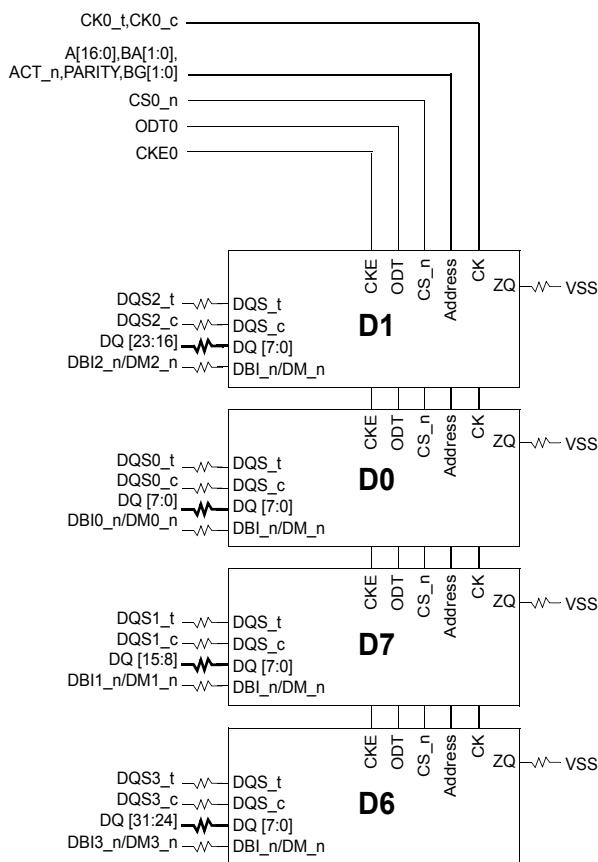 CK0_t,CK0_c
A[16:0],BA[1:0],
ACT_n,PARITY,BG[1:0]
CS0_n
ODT0
CKE0
CKE
ODT
CS_n
Address
CK
ZQ
VSS
D1
DQS2_t
DQS_t
DQS2_c
DQS_c
DQ [23:16]
DQ [7:0]
DBI2_n/DM2_n
DBI_n/DM_n
CKE
ODT
CS_n
Address
CK
ZQ
VSS
D0
DQS0_t
DQS_t
DQS0_c
DQS_c
DQ [7:0]
DQ [7:0]
DBI0_n/DM0_n
DBI_n/DM_n
CKE
ODT
CS_n
Address
CK
ZQ
VSS
D7
DQS1_t
DQS_t
DQS1_c
DQS_c
DQ [15:8]
DQ [7:0]
DBI1_n/DM1_n
DBI_n/DM_n
CKE
ODT
CS_n
Address
CK
ZQ
VSS
D6
DQS3_t
DQS_t
DQS3_c
DQS_c
DQ [31:24]
DQ [7:0]
DBI3_n/DM3_n
DBI_n/DM_n